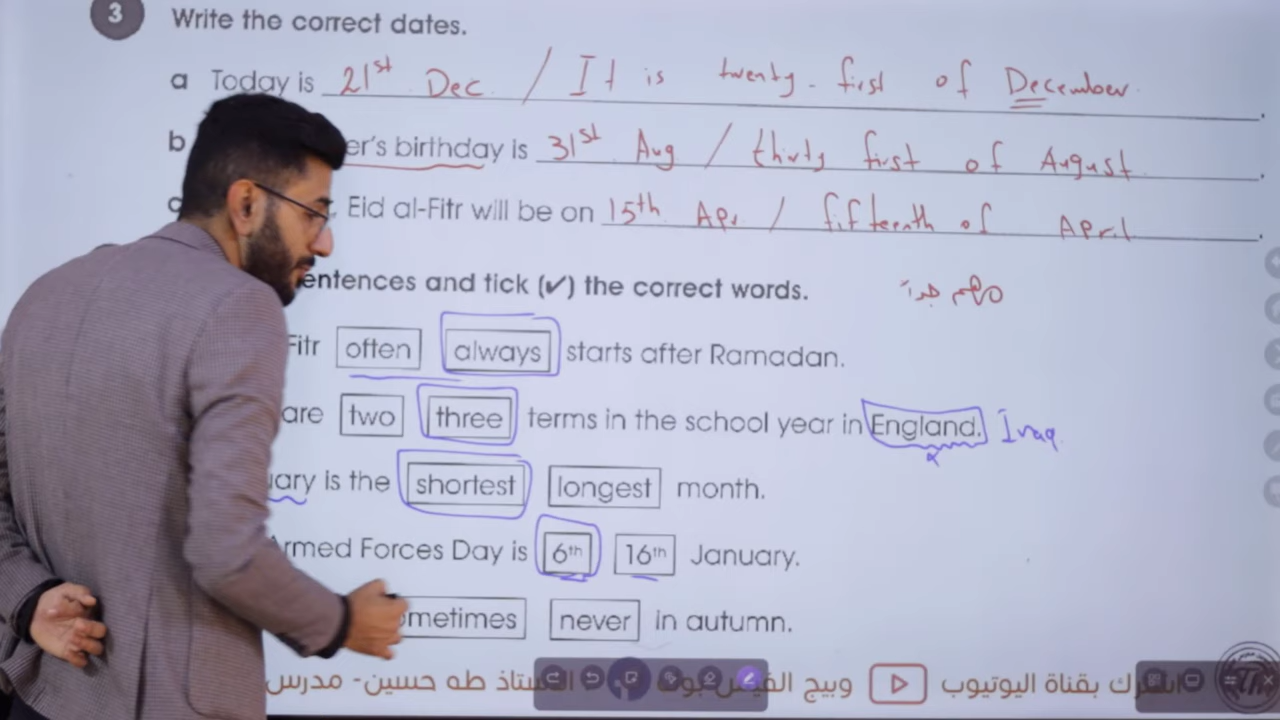 3 Write the correct dates.
a Today is 21st Dec. / It is twenty-first of December.
b er's birthday is 31st Aug / thirty first of August.
Eid al-Fitr will be on 15th Apr. / fifteenth of April.
entences and tick (✔) the correct words.
مهم جداً
Fitr often always starts after Ramadan.
are two three terms in the school year in England. Iraq
uary is the shortest longest month.
Armed Forces Day is 6th 16th January.
ometimes never in autumn.
بقناة اليوتيوب وبيج طه حسين- مدرس